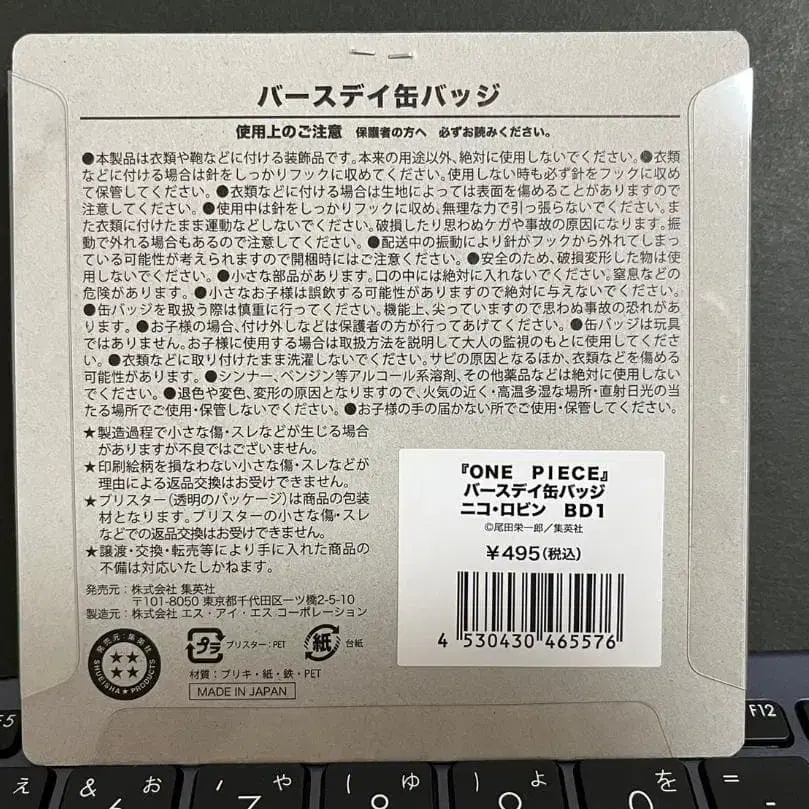 バースデイ缶バッジ
使用上のご注意 保護者の方へ 必ずお読みください。
●本製品は衣類や鞄などに付ける装飾品です。本来の用途以外、絶対に使用しないでください。●衣類
などに付ける場合は針をしっかりフックに収めてください。使用しない時も必ず針をフックに収め
て保管してください。●衣類などに付ける場合は生地によっては表面を傷めることがありますので
注意してください。●使用中は針をしっかりフックに収め、無理な力で引っ張らないでください。ま
た衣類に付けたまま運動などしないでください。破損したり思わぬケガや事故の原因になります。振
動で外れる場合もあるので注意してください。●配送中の振動により針がフックから外れてしまっ
ている可能性が考えられますので開梱時にはご注意ください。●安全のため、破損変形した物は使
用しないでください。●小さな部品があります。口の中には絶対に入れないでください。窒息などの
危険があります。●小さなお子様は誤飲する可能性がありますので絶対に与えないでください。
●缶バッジを取扱う際は慎重に行ってください。機能上、尖っていますので思わぬ事故の恐れがあ
ります。●お子様の場合、付け外しなどは保護者の方が行ってあげてください。●缶バッジは玩具
ではありません。お子様に使用する場合は取扱方法を説明して大人の監視のもとに使用してくださ
い。●衣類などに取り付けたまま洗濯しないでください。サビの原因となるほか、衣類などを傷める
可能性があります。●シンナー、ベンジン等アルコール系溶剤、その他薬品などは絶対に使用しない
でください。●退色や変色、変形の原因となりますので、火気の近く・高温多湿な場所・直射日光の当
たる場所でご使用・保管しないでください。●お子様の手の届かない所でご使用・保管してください。
★製造過程で小さな傷・スレなどが生じる場合
がありますが不良ではございません。
★印刷絵柄を損なわない小さな傷・スレなどが
理由による返品交換はお受けできません。
★ブリスター(透明のパッケージ)は商品の包装
材となります。ブリスターの小さな傷・スレ
などでの返品交換はお受けできません。
★譲渡・交換・転売等により手に入れた商品の
不備は対応いたしかねます。
発売元:株式会社 集英社
〒101-8050 東京都千代田区一ツ橋2-5-10
製造元:株式会社 エス・アイ・エス コーポレーション
発売元:集英社
SHUEISHA ★ PRODUCTS
プラ
ブリスター:PET
紙
台紙
材質:ブリキ・紙・鉄・PET
MADE IN JAPAN
『ONE PIECE』
バースデイ缶バッジ
ニコ・ロビン BD1
©尾田栄一郎/集英社
¥495(税込)
4 530430 465576
F5
F12
え
& お
6
' や
7
( ゆ
8
) よ
9
を
0